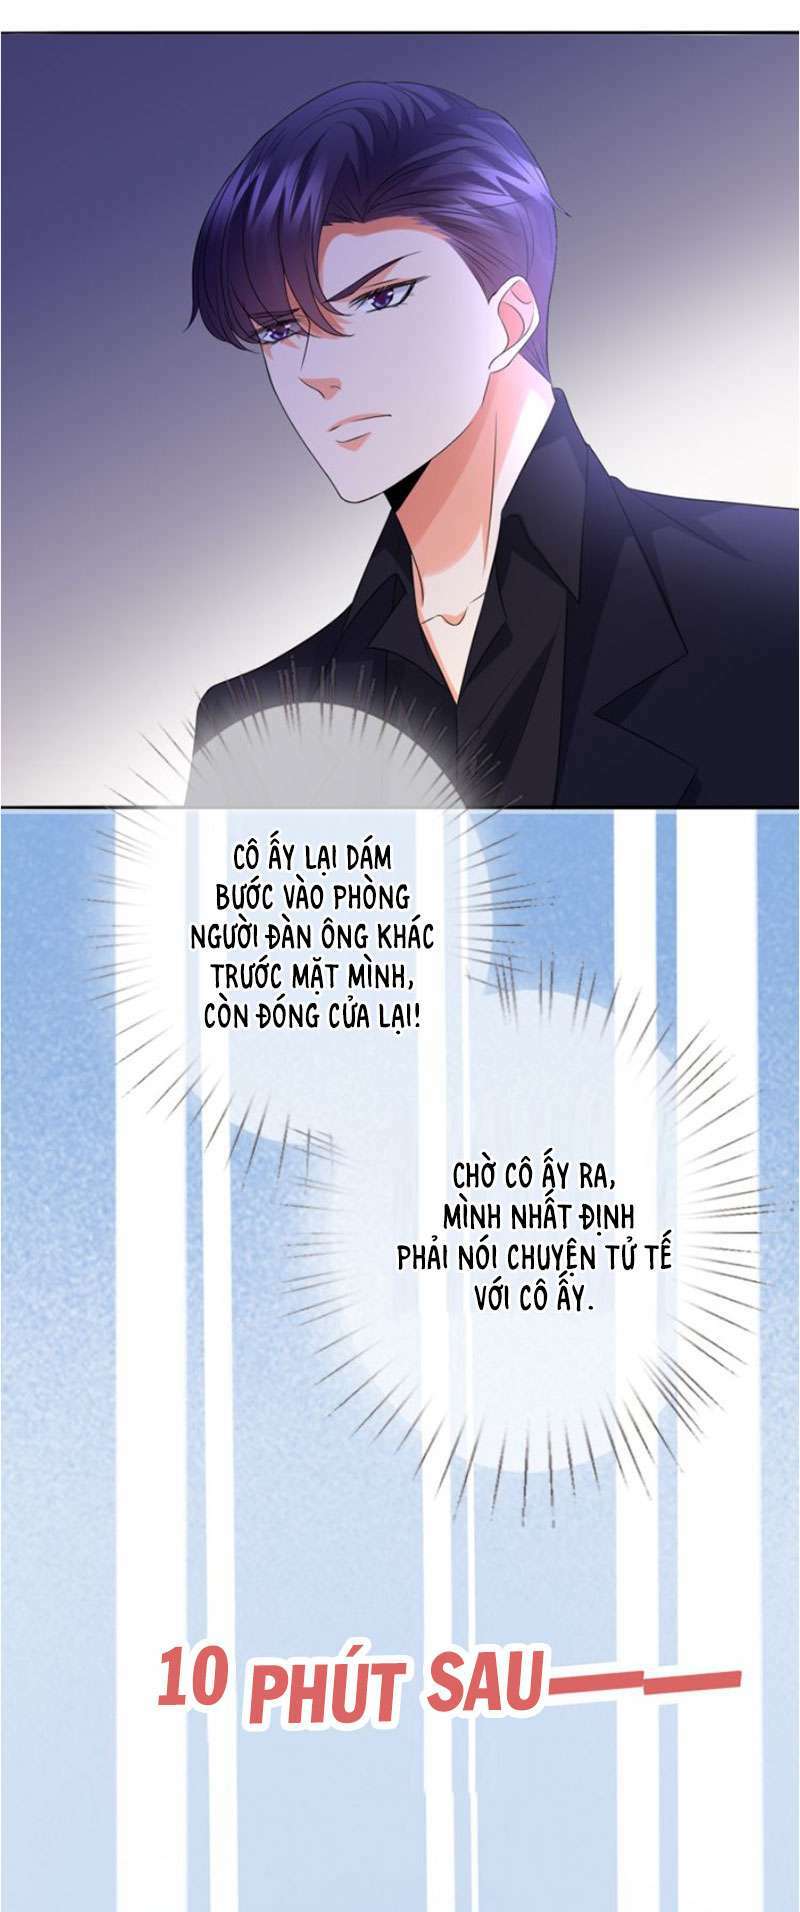 CÔ ẤY LẠI DÁM
BƯỚC VÀO PHÒNG
NGƯỜI ĐÀN ÔNG KHÁC
TRƯỚC MẶT MÌNH,
CÒN ĐÓNG CỬA LẠI!
CHỜ CÔ ẤY RA,
MÌNH NHẤT ĐỊNH
PHẢI NÓI CHUYỆN TỬ TẾ
VỚI CÔ ẤY.
10 PHÚT SAU——